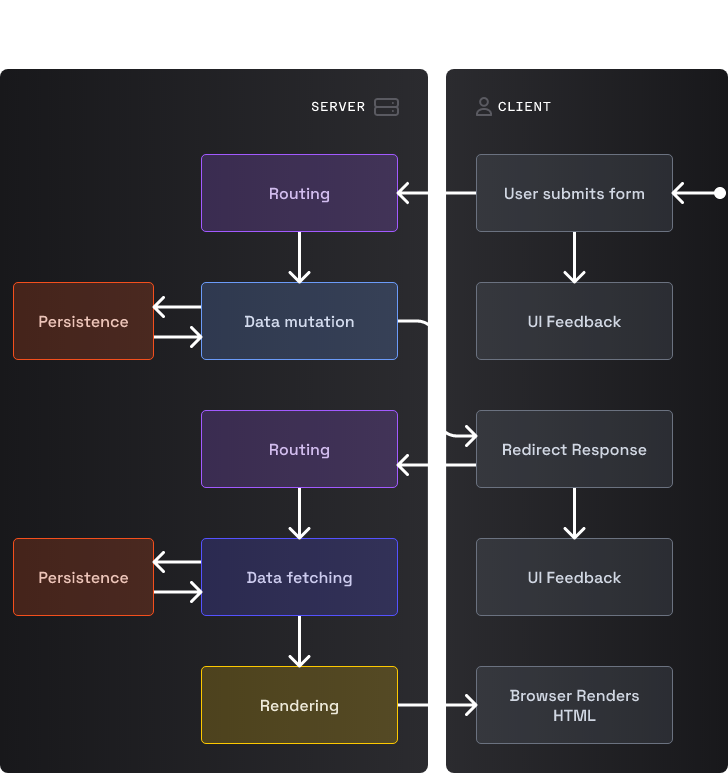 SERVER
CLIENT
Routing
User submits form
Persistence
Data mutation
UI Feedback
Routing
Redirect Response
Persistence
Data fetching
UI Feedback
Rendering
Browser Renders
HTML